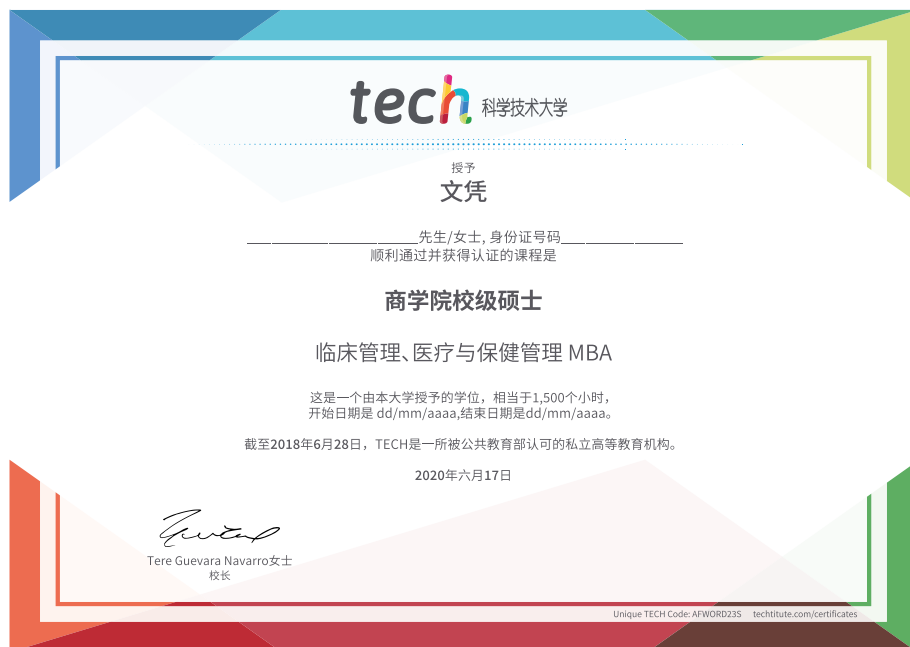 tech 科学技术大学
授予
文凭
______________________先生/女士, 身份证号码_______________
顺利通过并获得认证的课程是
商学院校级硕士
临床管理、医疗与保健管理 MBA
这是一个由本大学授予的学位，相当于1,500个小时，
开始日期是 dd/mm/aaaa,结束日期是dd/mm/aaaa。
截至2018年6月28日，TECH是一所被公共教育部认可的私立高等教育机构。
2020年六月17日
Tere Guevara Navarro女士
校长
Unique TECH Code: AFWORD23S techtitute.com/certificates